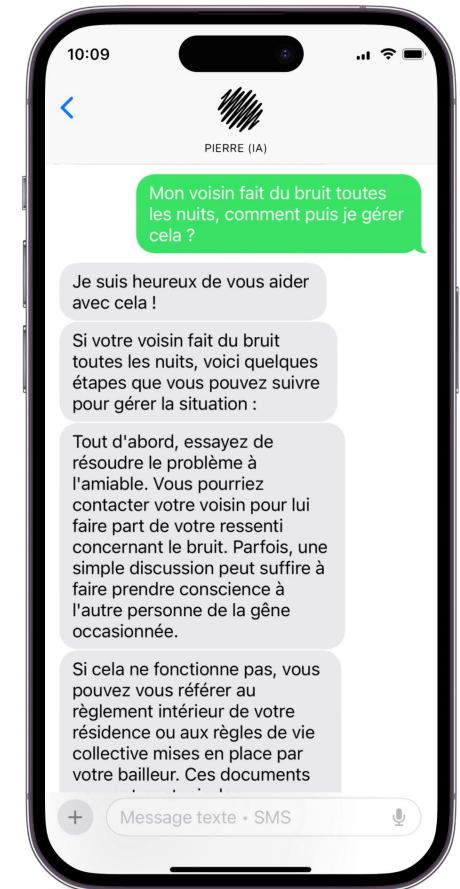 10:09
PIERRE (IA)
Mon voisin fait du bruit toutes
les nuits, comment puis je gérer
cela ?
Je suis heureux de vous aider
avec cela !
Si votre voisin fait du bruit
toutes les nuits, voici quelques
étapes que vous pouvez suivre
pour gérer la situation :
Tout d'abord, essayez de
résoudre le problème à
l'amiable. Vous pourriez
contacter votre voisin pour lui
faire part de votre ressenti
concernant le bruit. Parfois, une
simple discussion peut suffire à
faire prendre conscience à
l'autre personne de la gêne
occasionnée.
Si cela ne fonctionne pas, vous
pouvez vous référer au
règlement intérieur de votre
résidence ou aux règles de vie
collective mises en place par
votre bailleur. Ces documents
Message texte • SMS